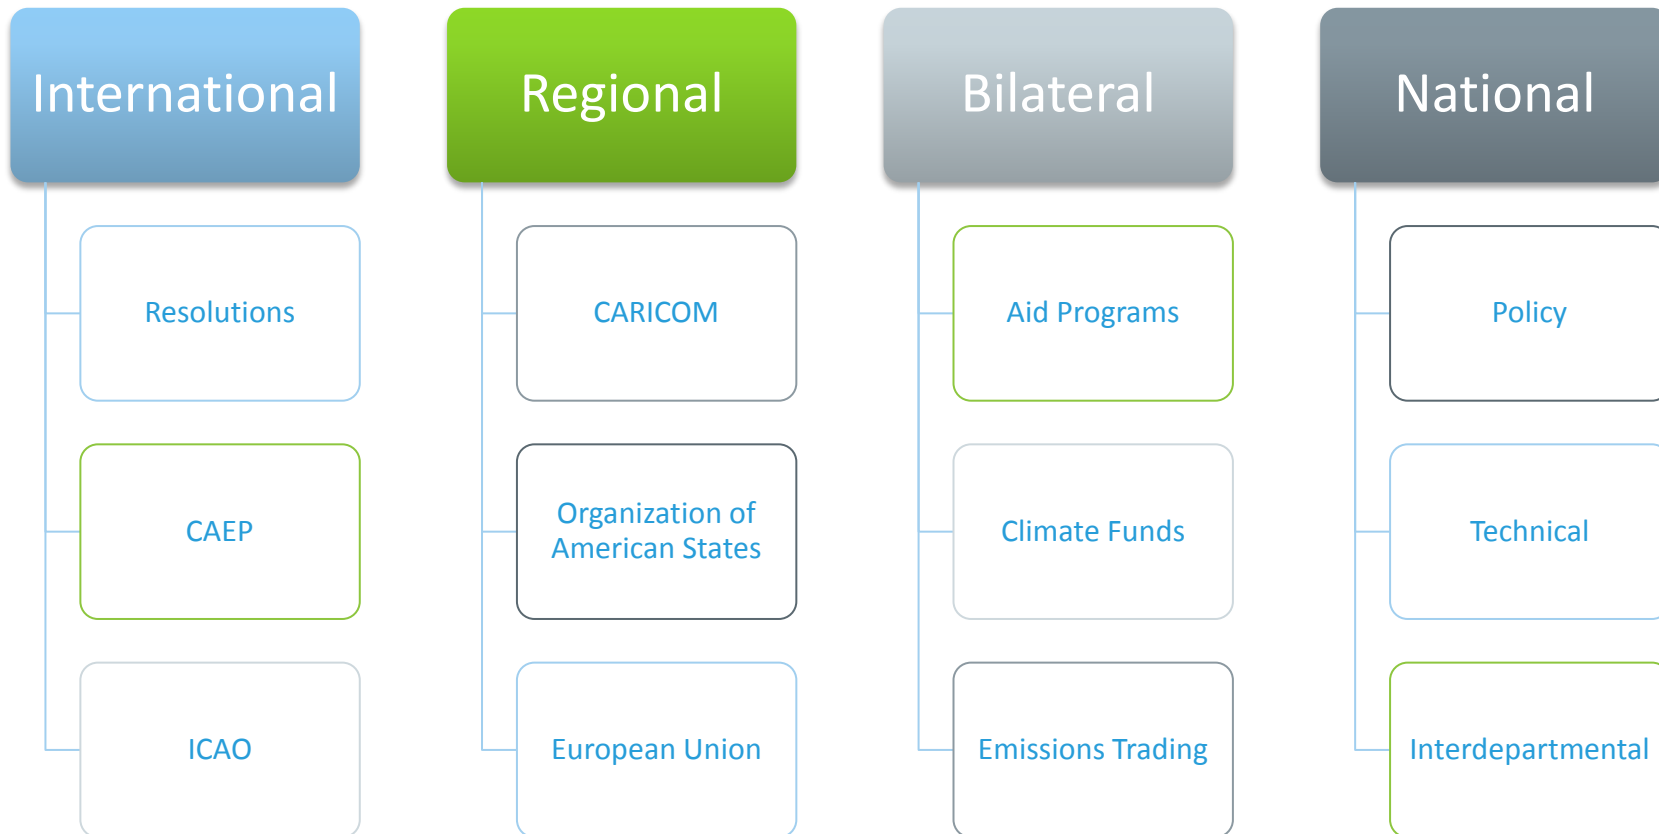 International
Resolutions
CAEP
ICAO
Regional
CARICOM
Organization of
American States
European Union
Bilateral
Aid Programs
Climate Funds
Emissions Trading
National
Policy
Technical
Interdepartmental